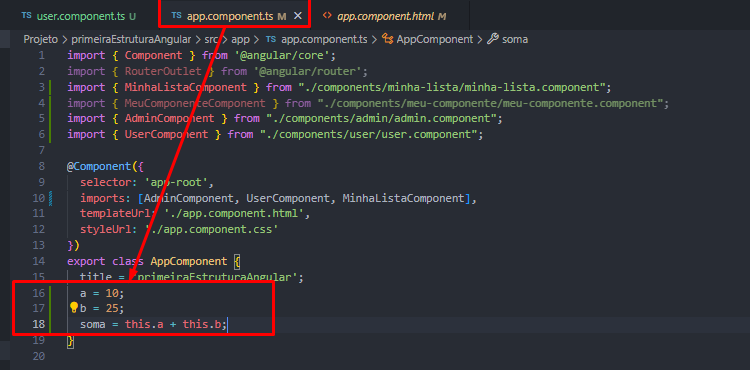 TS user.component.ts U
TS app.component.ts M ×
<> app.component.html M
Projeto > primeiraEstruturaAngular > src > app > TS app.component.ts > AppComponent > soma
1 import { Component } from '@angular/core';
2 import { RouterOutlet } from '@angular/router';
3 import { MinhaListaComponent } from "./components/minha-lista/minha-lista.component";
4 import { MeuComponenteComponent } from "./components/meu-componente/meu-componente.component";
5 import { AdminComponent } from "./components/admin/admin.component";
6 import { UserComponent } from "./components/user/user.component";
7
8 @Component({
9 selector: 'app-root',
10 imports: [AdminComponent, UserComponent, MinhaListaComponent],
11 templateUrl: './app.component.html',
12 styleUrl: './app.component.css'
13 })
14 export class AppComponent {
15 title = 'primeiraEstruturaAngular';
16 a = 10;
17 b = 25;
18 soma = this.a + this.b;
19 }
20